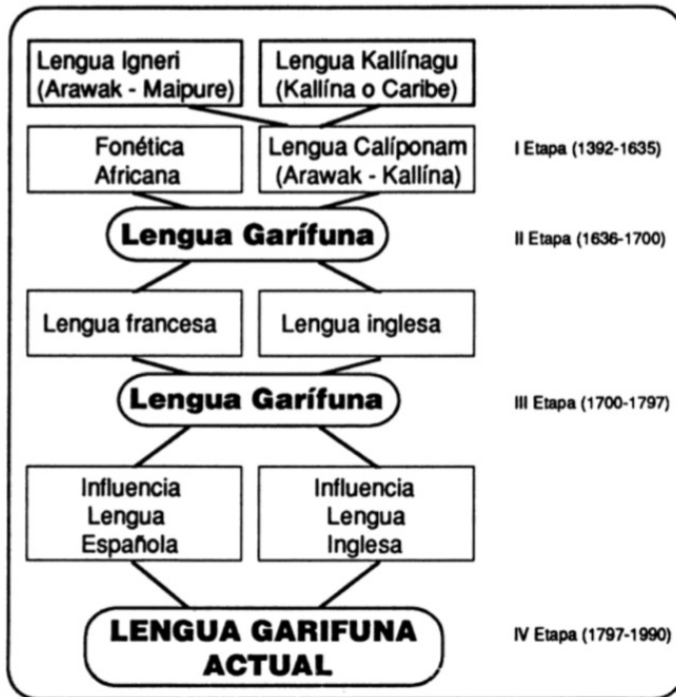 Lengua Igneri
(Arawak - Maipure)
Lengua Kallínagu
(Kallína o Caribe)
Fonética
Africana
Lengua Calíponam
(Arawak - Kallína)
I Etapa (1392-1635)
Lengua Garífuna
II Etapa (1636-1700)
Lengua francesa
Lengua inglesa
Lengua Garífuna
III Etapa (1700-1797)
Influencia
Lengua
Española
Influencia
Lengua
Inglesa
LENGUA GARIFUNA
ACTUAL
IV Etapa (1797-1990)